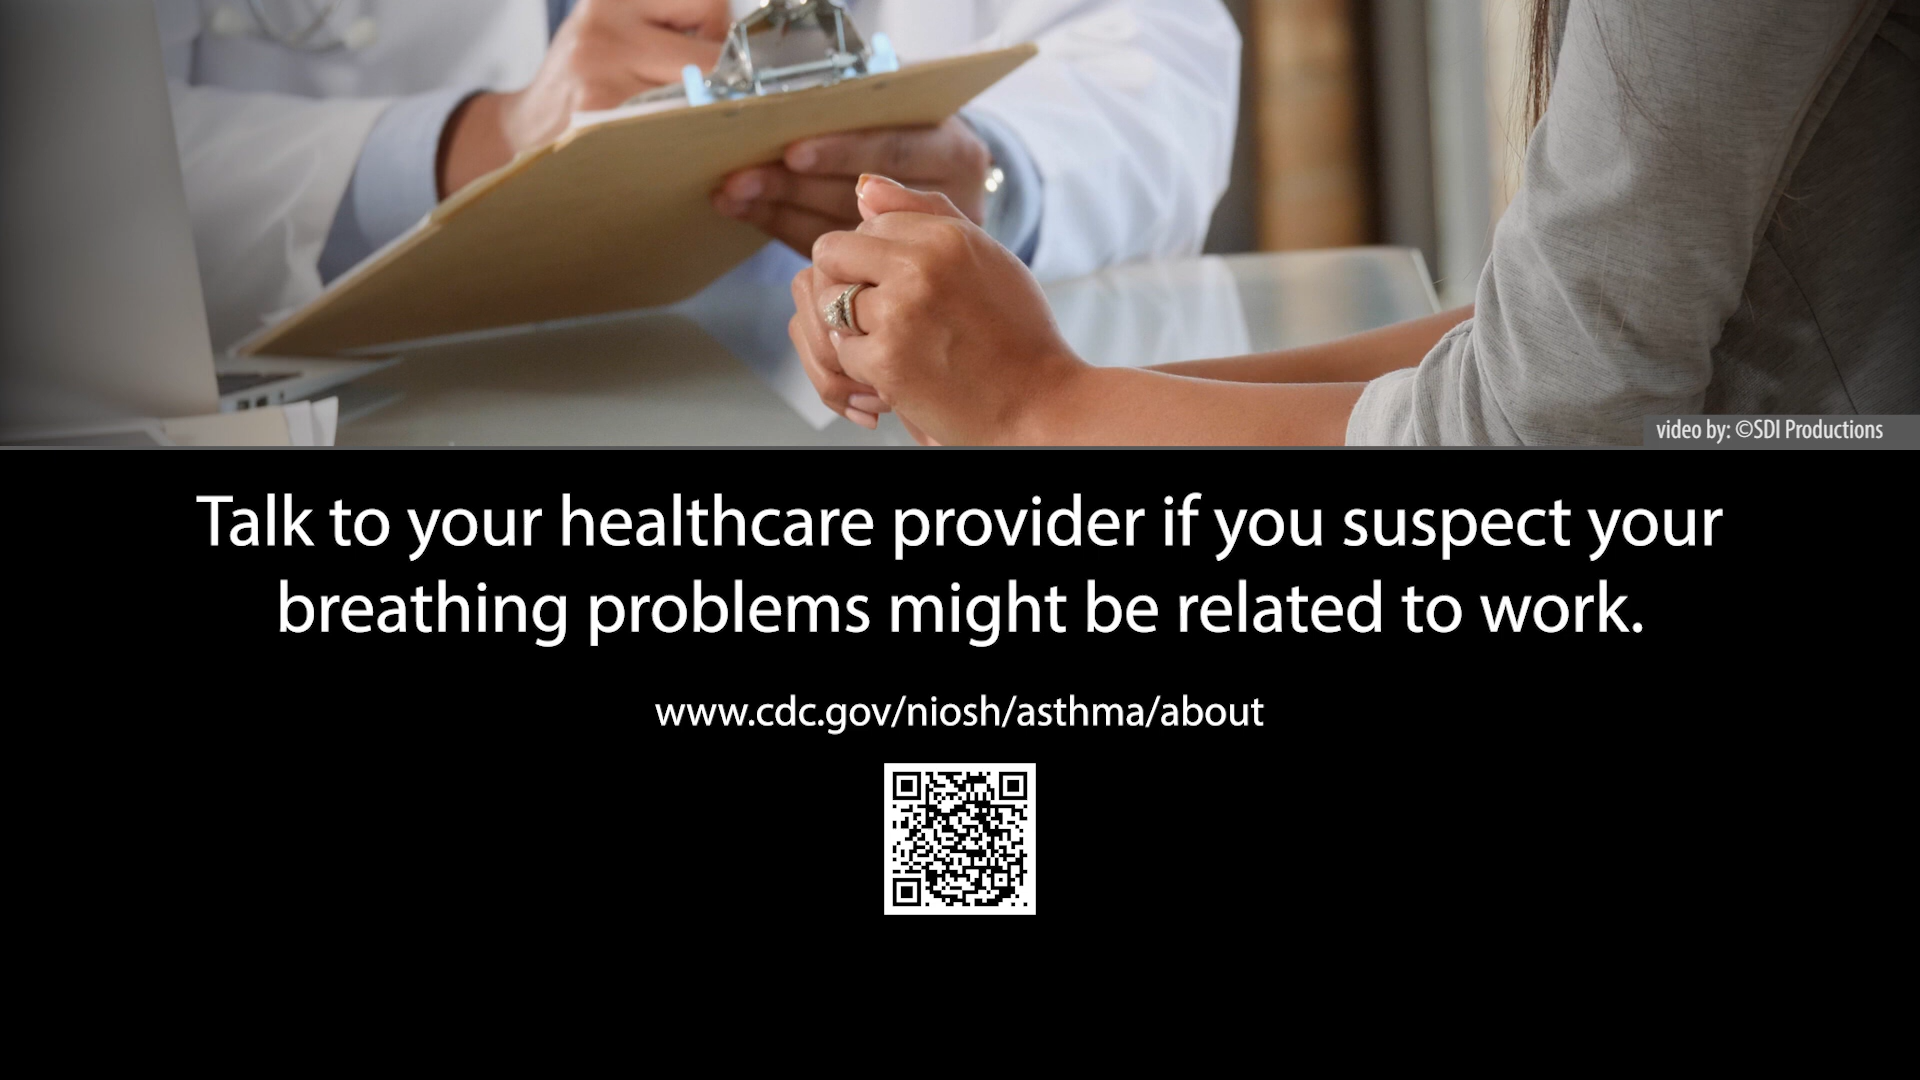 video by: ©SDI Productions
Talk to your healthcare provider if you suspect your
breathing problems might be related to work.
www.cdc.gov/niosh/asthma/about